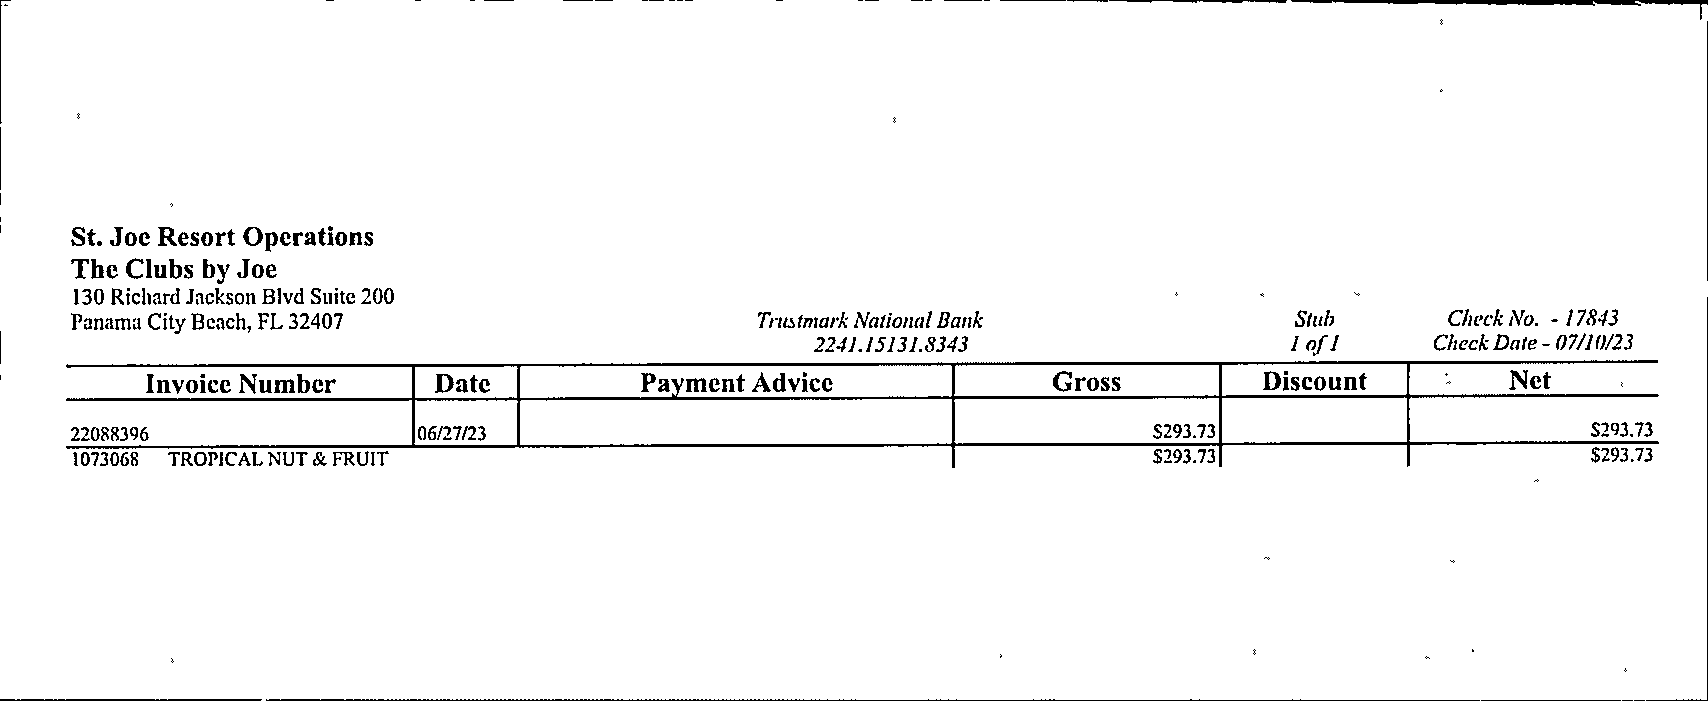 St. Joe Resort Operations
The Clubs by Joe
130 Richard Jackson Blvd Suite 200
Panama City Beach, FL 32407
Trustmark National Bank
2241.15131.8343
Stub
1 of 1
Check No. - 17843
Check Date - 07/10/23
Invoice Number Date Payment Advice Gross Discount Net
22088396 06/27/23 $293.73 $293.73
1073068 TROPICAL NUT & FRUIT $293.73 $293.73